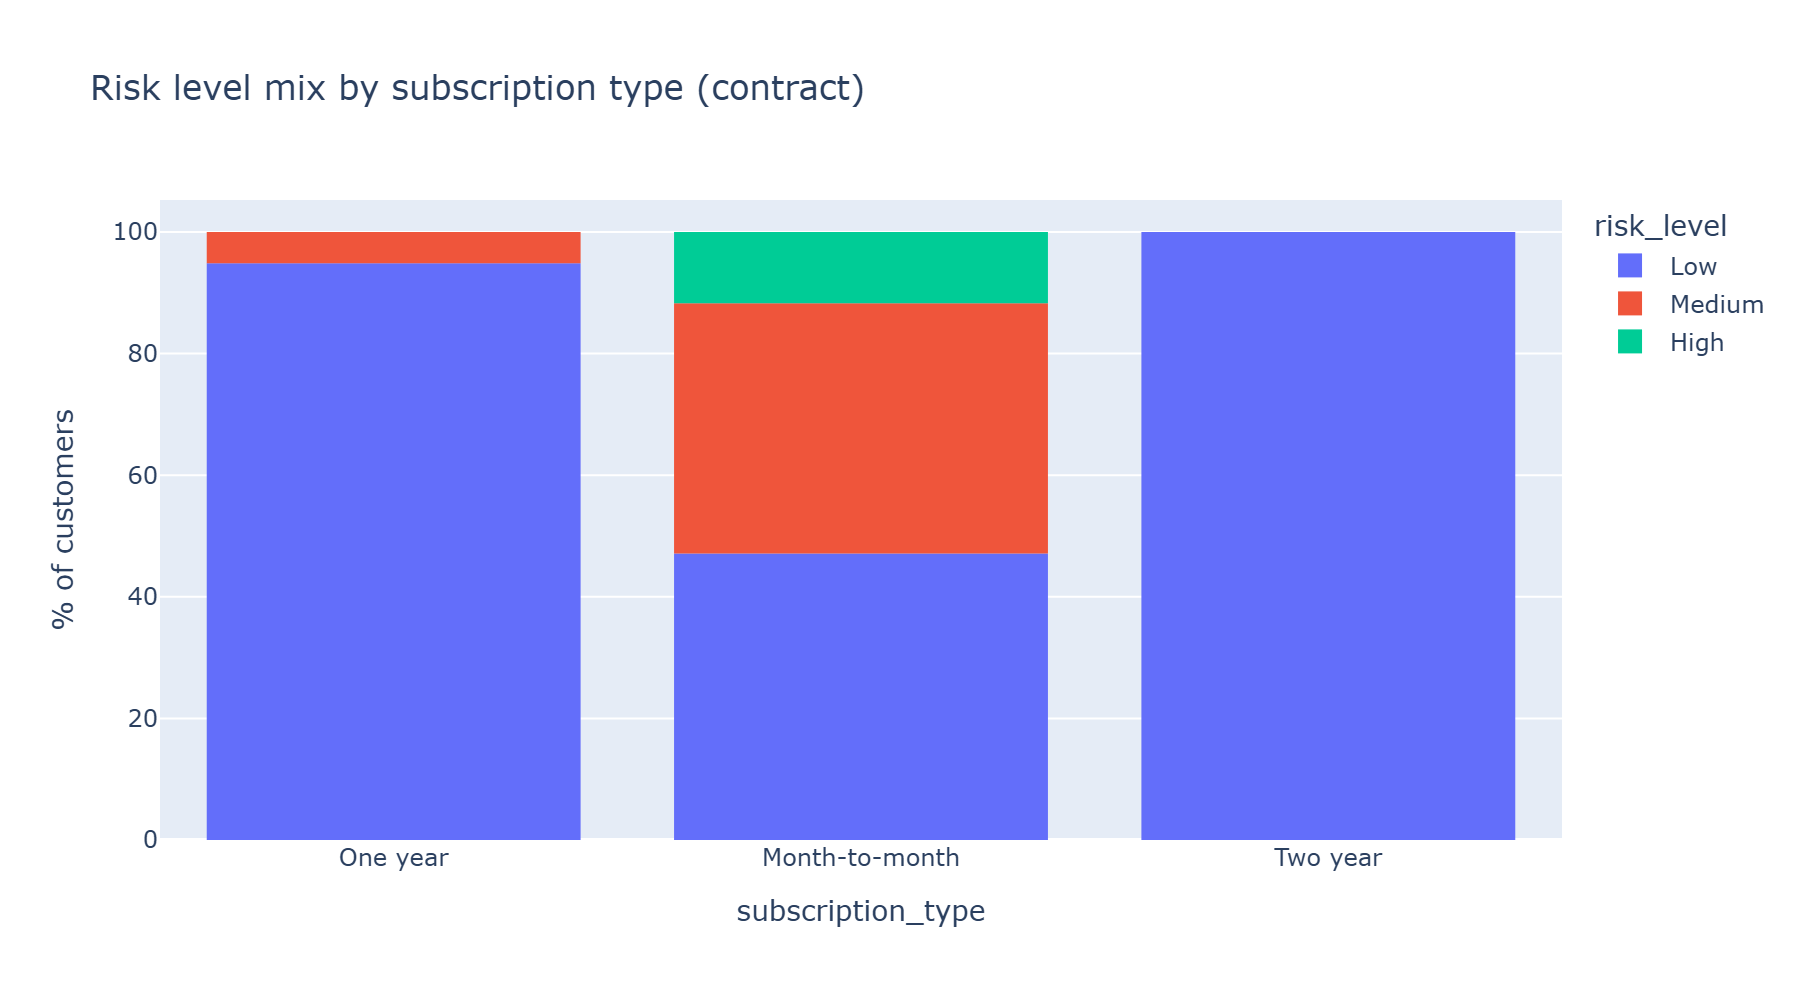 Risk level mix by subscription type (contract)
risk_level
Low
Medium
High
% of customers
100
80
60
40
20
0
One year
Month-to-month
Two year
subscription_type